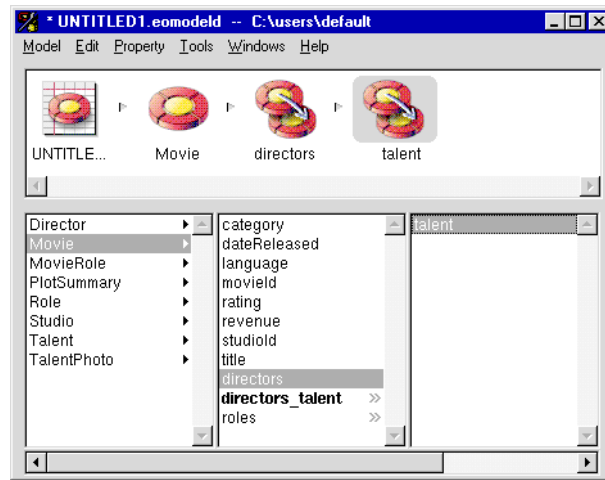 * UNTITLED1.eomodeld -- C:\users\default
Model Edit Property Tools Windows Help
UNTITLE... Movie directors talent
Director
Movie
MovieRole
PlotSummary
Role
Studio
Talent
TalentPhoto
category
dateReleased
language
movieId
rating
revenue
studioId
title
directors
directors_talent
roles
talent